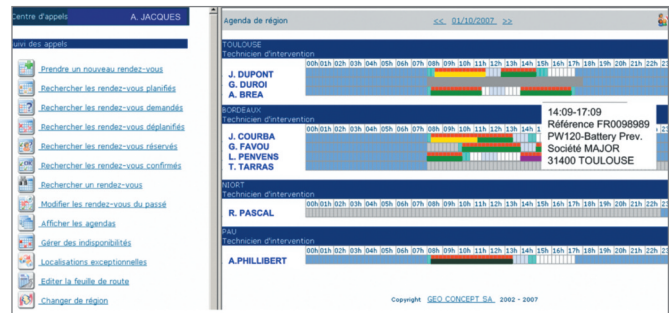 Centre d'appels A. JACQUES
Suivi des appels
Prendre un nouveau rendez-vous
Rechercher les rendez-vous planifiés
Rechercher les rendez-vous demandés
Rechercher les rendez-vous déplanifiés
Rechercher les rendez-vous réservés
Rechercher les rendez-vous confirmés
Rechercher un rendez-vous
Modifier les rendez-vous du passé
Afficher les agendas
Gérer des indisponibilités
Localisations exceptionnelles
Editer la feuille de route
Changer de région
Agenda de région << 01/10/2007 >>
TOULOUSE
Technicien d'intervention
00h 01h 02h 03h 04h 05h 06h 07h 08h 09h 10h 11h 12h 13h 14h 15h 16h 17h 18h 19h 20h 21h 22h
J. DUPONT
G. DUROI
A. BREA
BORDEAUX
Technicien d'intervention
00h 01h 02h 03h 04h 05h 06h 07h 08h 09h 10h 11h 12h 13h 14h
J. COURBA
G. FAVOU
L. PENVENS
T. TARRAS
14:09-17:09
Référence FR0098989
PW120-Battery Prev.
Société MAJOR
31400 TOULOUSE
NIORT
Technicien d'intervention
00h 01h 02h 03h 04h 05h 06h 07h 08h 09h 10h 11h 12h 13h 14h 15h 16h 17h 18h 19h 20h 21h 22h
R. PASCAL
PAU
Technicien d'intervention
00h 01h 02h 03h 04h 05h 06h 07h 08h 09h 10h 11h 12h 13h 14h 15h 16h 17h 18h 19h 20h 21h 22h
A.PHILLIBERT
Copyright GEO CONCEPT SA 2002 - 2007